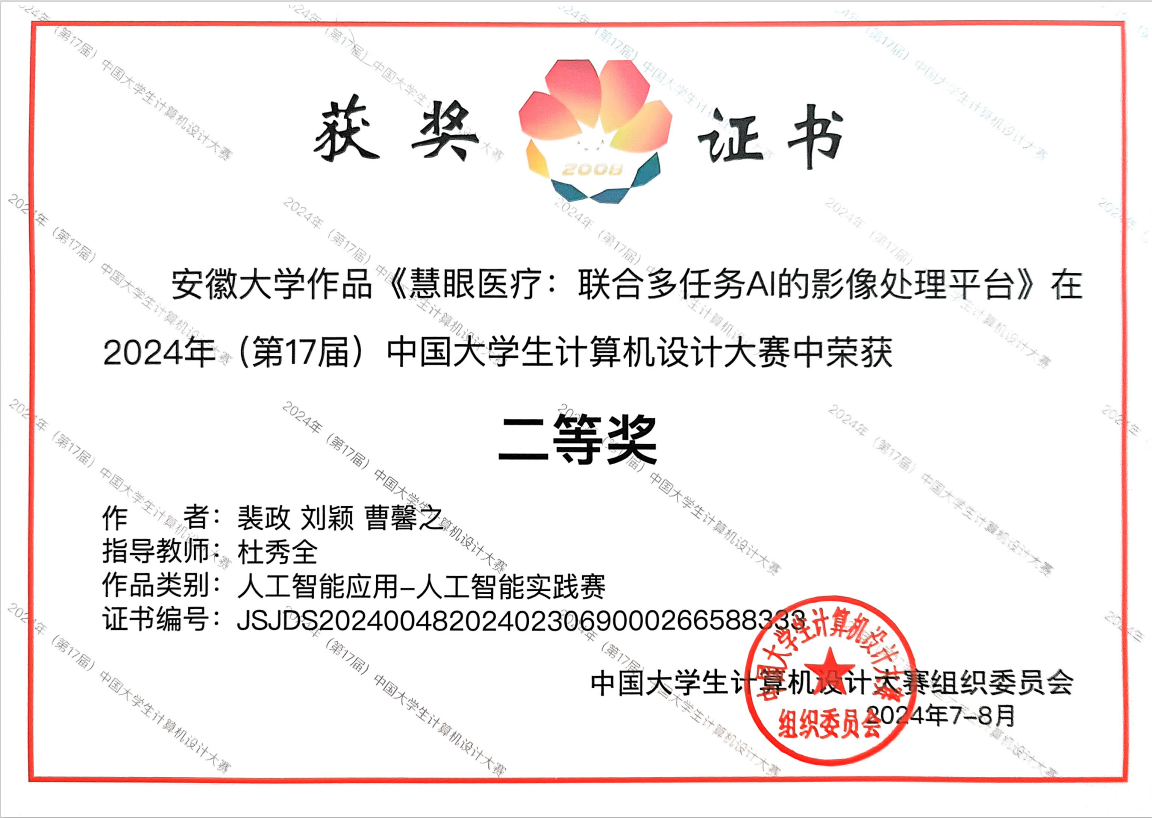 获奖 证书
2008
安徽大学作品《慧眼医疗：联合多任务AI的影像处理平台》在
2024年（第17届）中国大学生计算机设计大赛中荣获
二等奖
作 者：裴政 刘颖 曹馨之
指导教师：杜秀全
作品类别：人工智能应用–人工智能实践赛
证书编号：JSJDS202400482024023069000266588333
中国大学生计算机设计大赛组织委员会
2024年7–8月
中国大学生计算机设计大赛
组织委员会
2024年（第17届）中国大学生计算机设计大赛